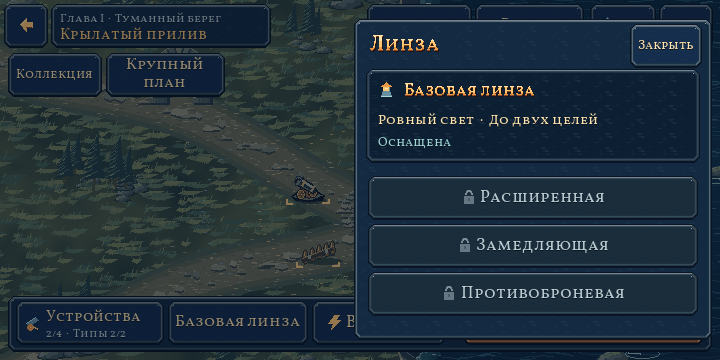 Глава I · Туманный берег
Крылатый прилив
Коллекция
Крупный
план
Линза
Закрыть
Базовая линза
Ровный свет · До двух целей
Оснащена
Расширенная
Замедляющая
Противоброневая
Устройства
2/4 · Типы 2/2
Базовая линза